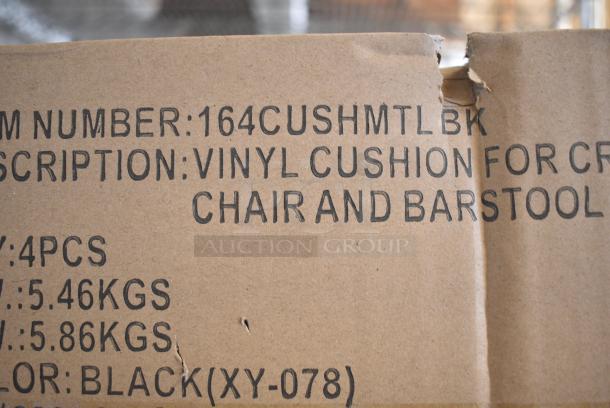 M NUMBER:164CUSHMTLBK
SCRIPTION:VINYL CUSHION FOR CR
CHAIR AND BARSTOOL
Y:4PCS
.:5.46KGS
.:5.86KGS
LOR:BLACK(XY-078)
AUCTION GROUP